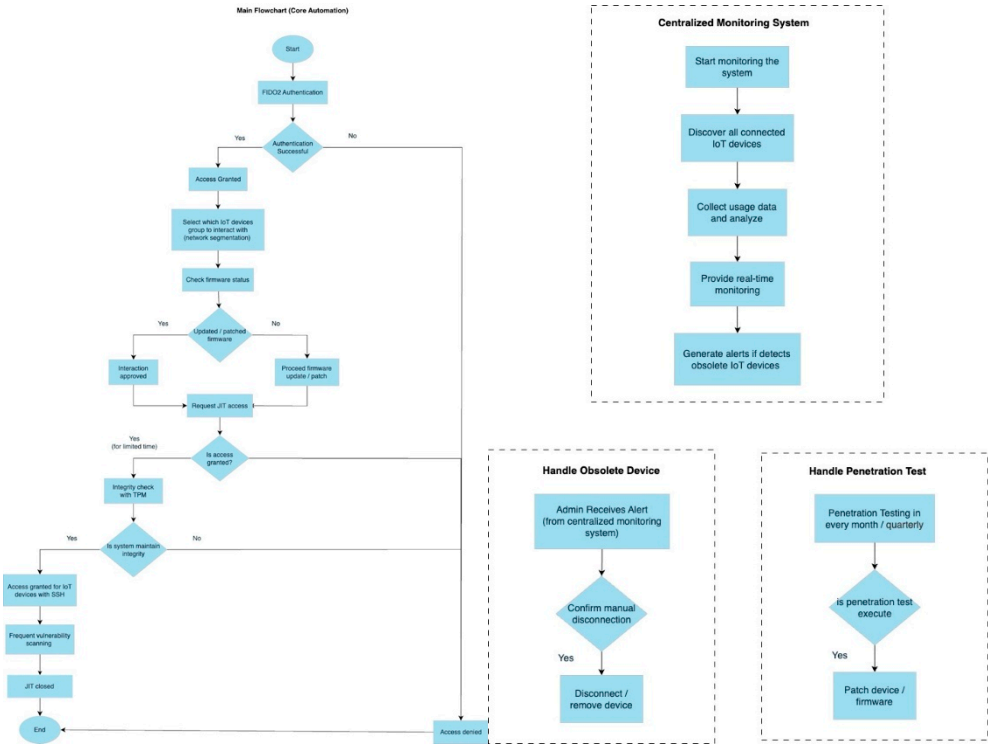 Main Flowchart (Core Automation)
Start
FIDO2 Authentication
Yes
No
Authentication
Successful
Access Granted
Select which IoT devices
group to interact with
(network segmentation)
Check firmware status
Yes
No
Updated / patched
firmware
Interaction
approved
Proceed firmware
update / patch
Request JIT access
Yes
(for limited time)
Is access
granted?
Integrity check
with TPM
Yes
No
Is system maintain
integrity
Access granted for IoT
devices with SSH
Frequent vulnerability
scanning
JIT closed
End
Access denied
Centralized Monitoring System
Start monitoring the
system
Discover all connected
IoT devices
Collect usage data
and analyze
Provide real-time
monitoring
Generate alerts if detects
obsolete IoT devices
Handle Obsolete Device
Admin Receives Alert
(from centralized monitoring
system)
Confirm manual
disconnection
Yes
Disconnect /
remove device
Handle Penetration Test
Penetration Testing in
every month / quarterly
is penetration test
execute
Yes
Patch device /
firmware